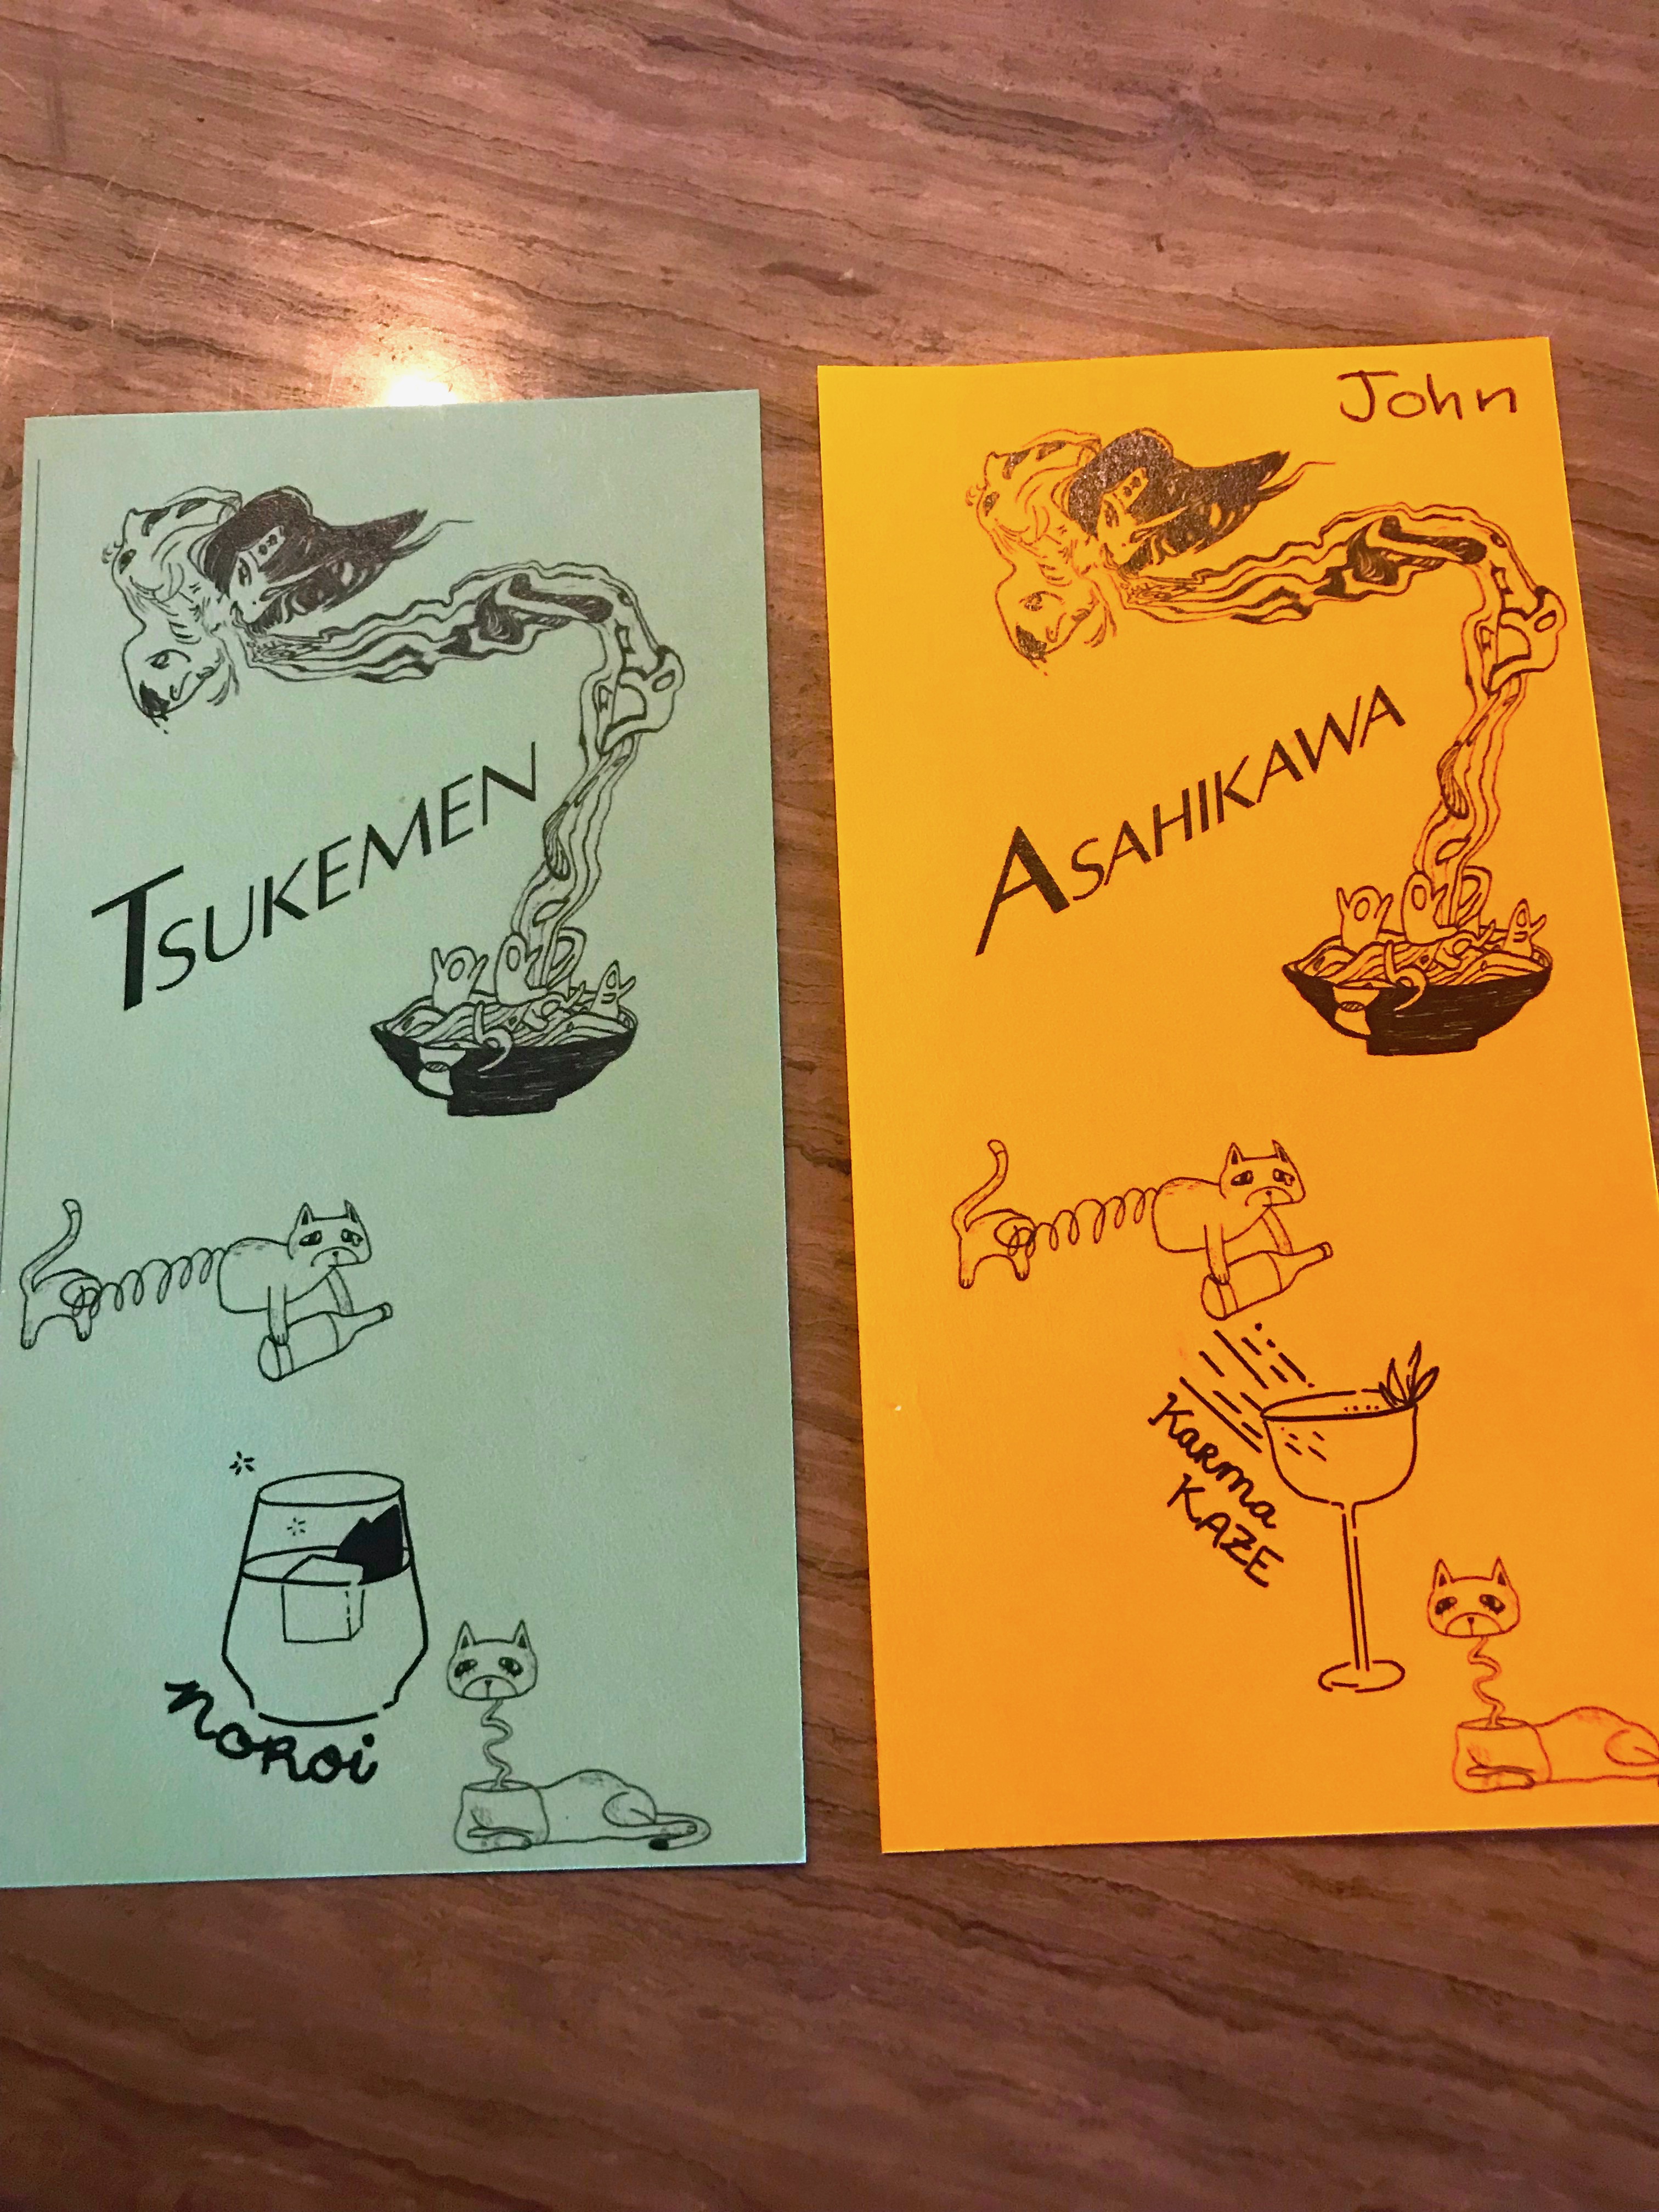 TSUKEMEN
noroi
John
ASAHIKAWA
Karma
KAZE